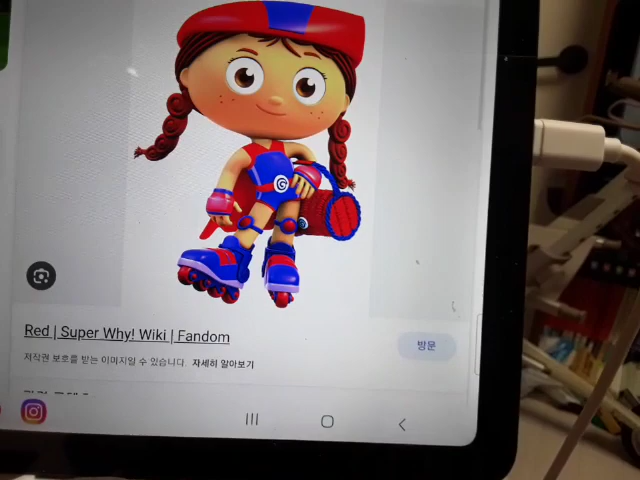 G
Red | Super Why! Wiki | Fandom
방문
저작권 보호를 받는 이미지일 수 있습니다. 자세히 알아보기